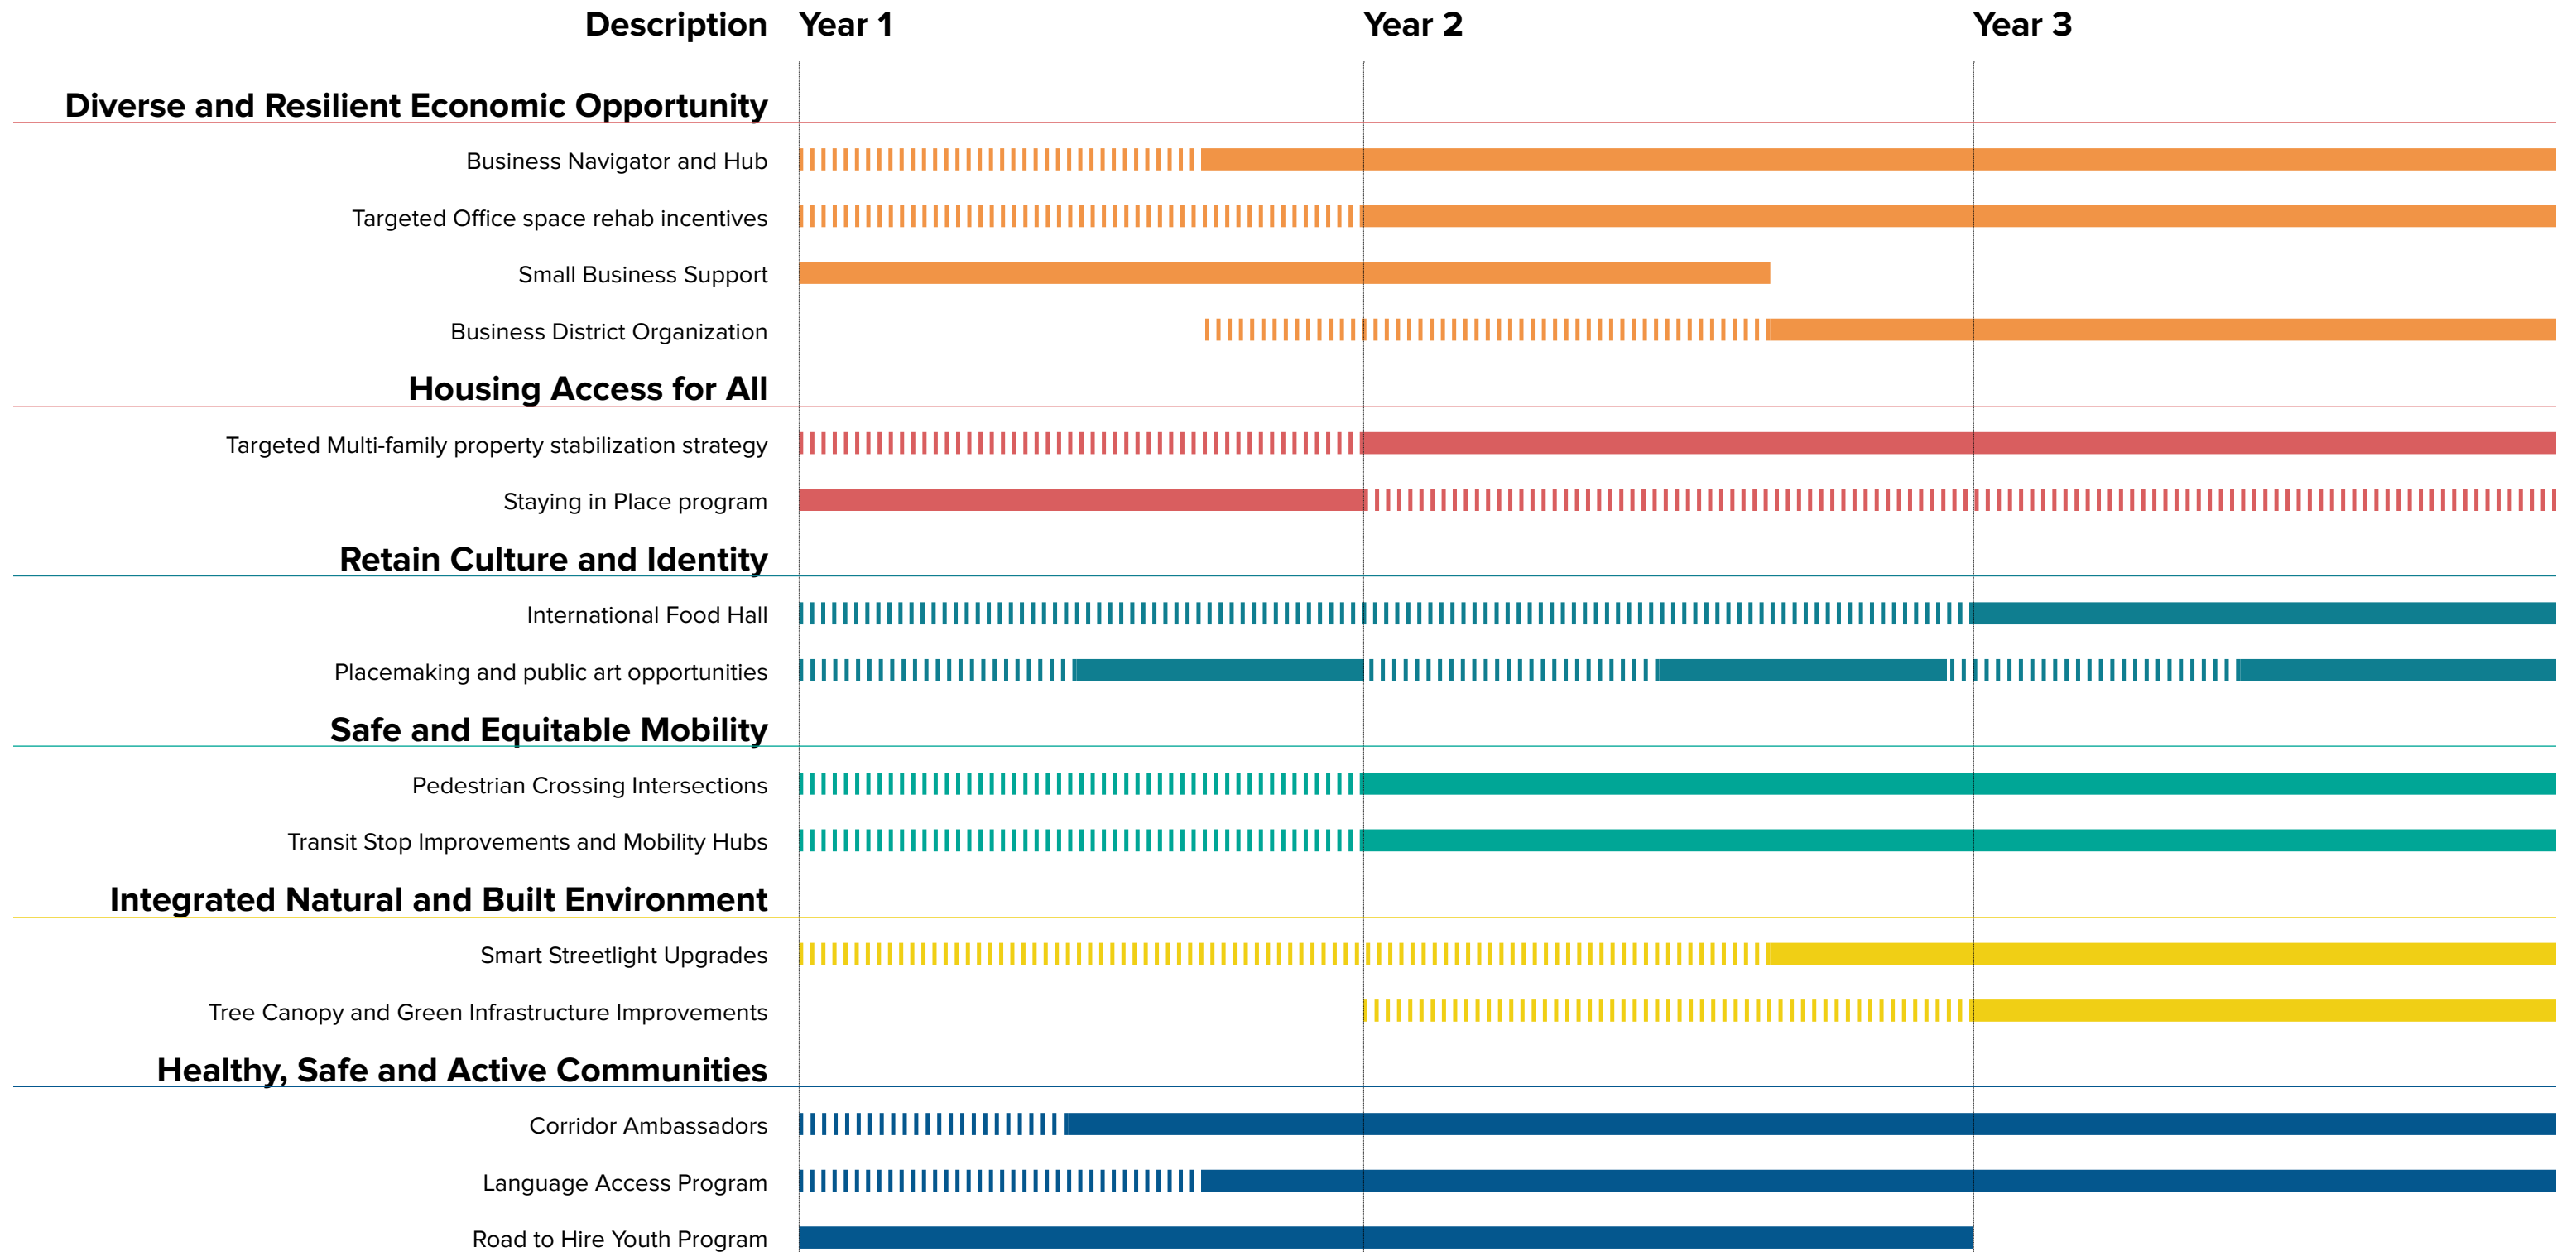 Description Year 1 Year 2 Year 3
Diverse and Resilient Economic Opportunity
Business Navigator and Hub
Targeted Office space rehab incentives
Small Business Support
Business District Organization
Housing Access for All
Targeted Multi-family property stabilization strategy
Staying in Place program
Retain Culture and Identity
International Food Hall
Placemaking and public art opportunities
Safe and Equitable Mobility
Pedestrian Crossing Intersections
Transit Stop Improvements and Mobility Hubs
Integrated Natural and Built Environment
Smart Streetlight Upgrades
Tree Canopy and Green Infrastructure Improvements
Healthy, Safe and Active Communities
Corridor Ambassadors
Language Access Program
Road to Hire Youth Program